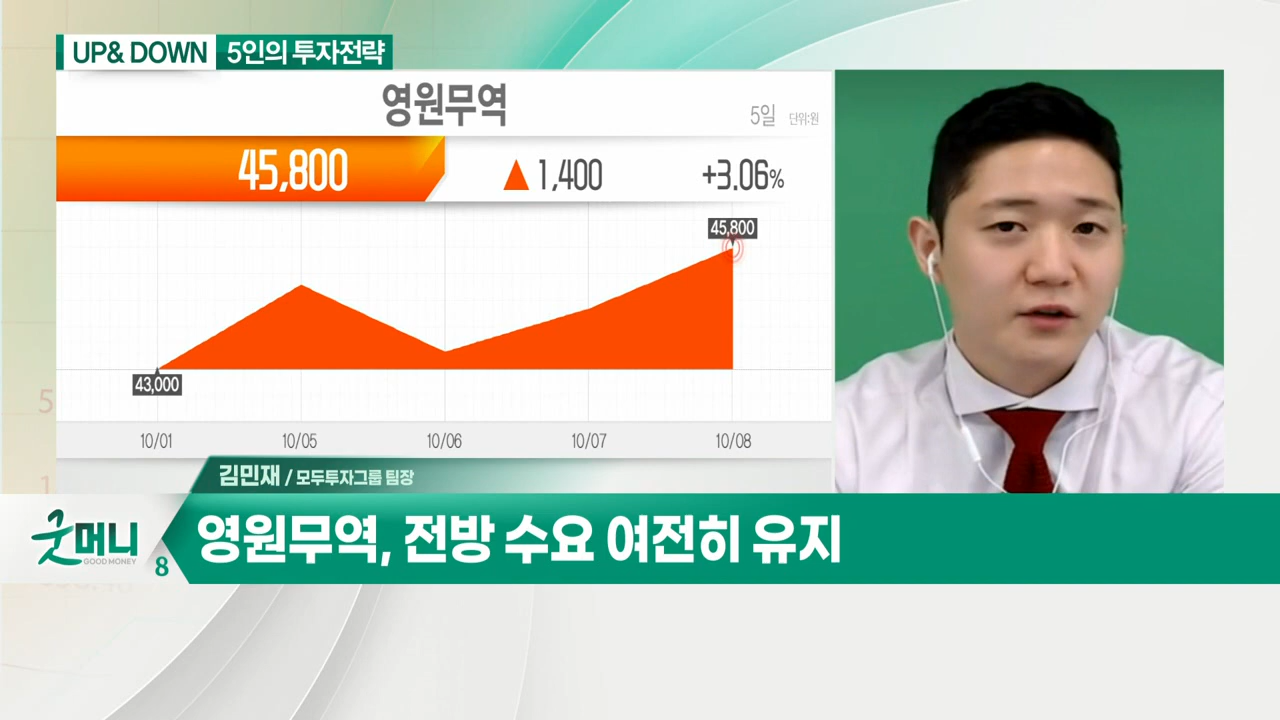 UP& DOWN 5인의 투자전략
영원무역
5일 단위:원
45,800 ▲ 1,400 +3.06%
45,800
43,000
10/01 10/05 10/06 10/07 10/08
김민재 / 모두투자그룹 팀장
굿머니
GOOD MONEY
8
영원무역, 전방 수요 여전히 유지
5
1